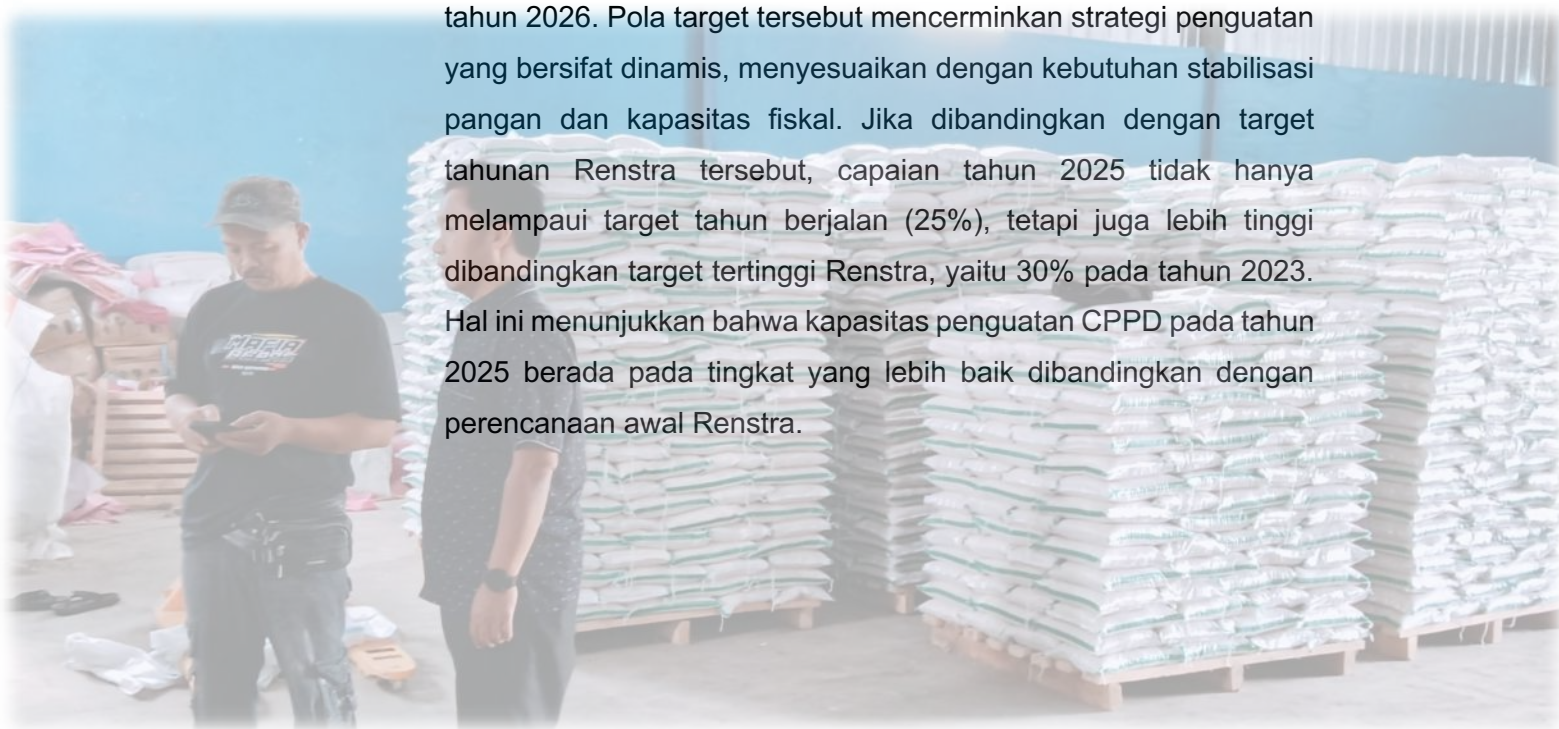 tahun 2026. Pola target tersebut mencerminkan strategi penguatan
yang bersifat dinamis, menyesuaikan dengan kebutuhan stabilisasi
pangan dan kapasitas fiskal. Jika dibandingkan dengan target
tahunan Renstra tersebut, capaian tahun 2025 tidak hanya
melampaui target tahun berjalan (25%), tetapi juga lebih tinggi
dibandingkan target tertinggi Renstra, yaitu 30% pada tahun 2023.
Hal ini menunjukkan bahwa kapasitas penguatan CPPD pada tahun
2025 berada pada tingkat yang lebih baik dibandingkan dengan
perencanaan awal Renstra.